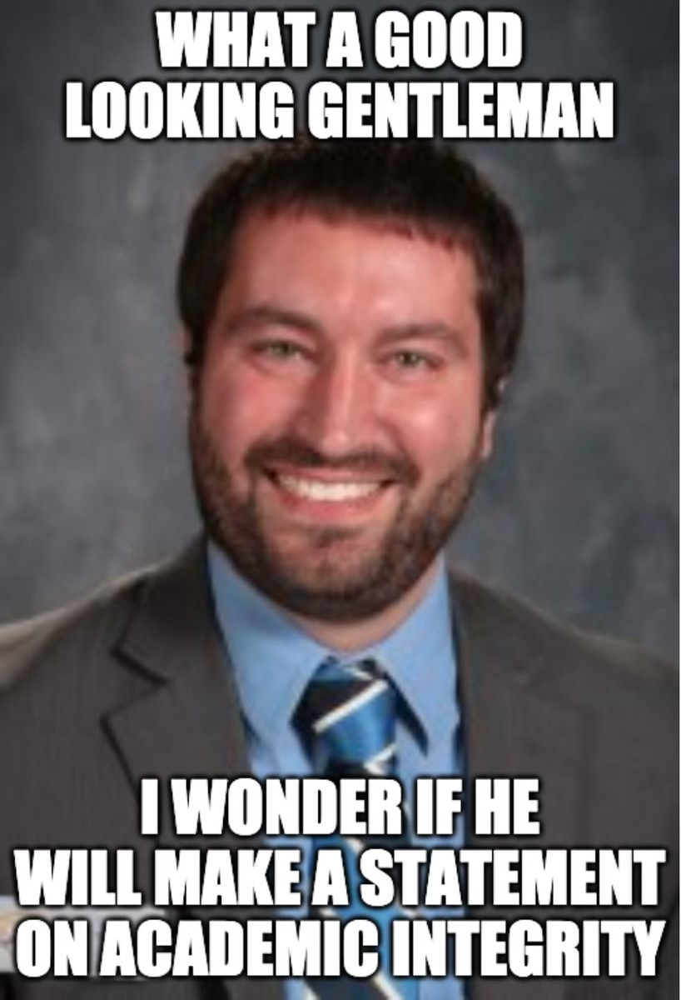 WHAT A GOOD
LOOKING GENTLEMAN
I WONDER IF HE
WILL MAKE A STATEMENT
ON ACADEMIC INTEGRITY